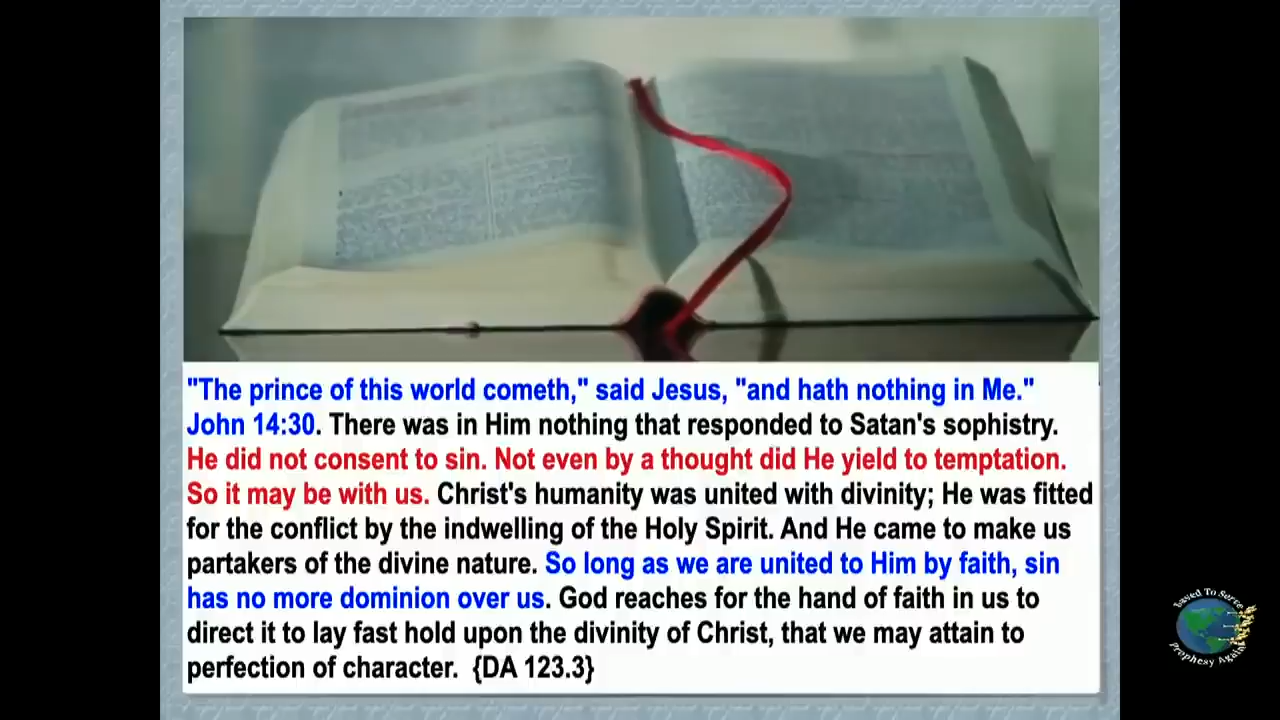 "The prince of this world cometh," said Jesus, "and hath nothing in Me."
John 14:30. There was in Him nothing that responded to Satan's sophistry.
He did not consent to sin. Not even by a thought did He yield to temptation.
So it may be with us. Christ's humanity was united with divinity; He was fitted
for the conflict by the indwelling of the Holy Spirit. And He came to make us
partakers of the divine nature. So long as we are united to Him by faith, sin
has no more dominion over us. God reaches for the hand of faith in us to
direct it to lay fast hold upon the divinity of Christ, that we may attain to
perfection of character. {DA 123.3}
To Serve
Prophesy Again